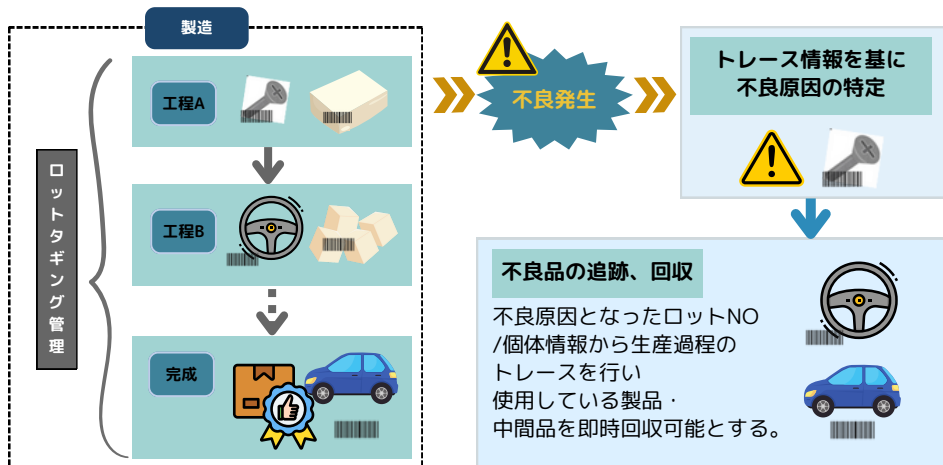 製造
ロットタギング管理
工程A
工程B
完成
不良発生
トレース情報を基に
不良原因の特定
不良品の追跡、回収
不良原因となったロットNO
/個体情報から生産過程の
トレースを行い
使用している製品・
中間品を即時回収可能とする。